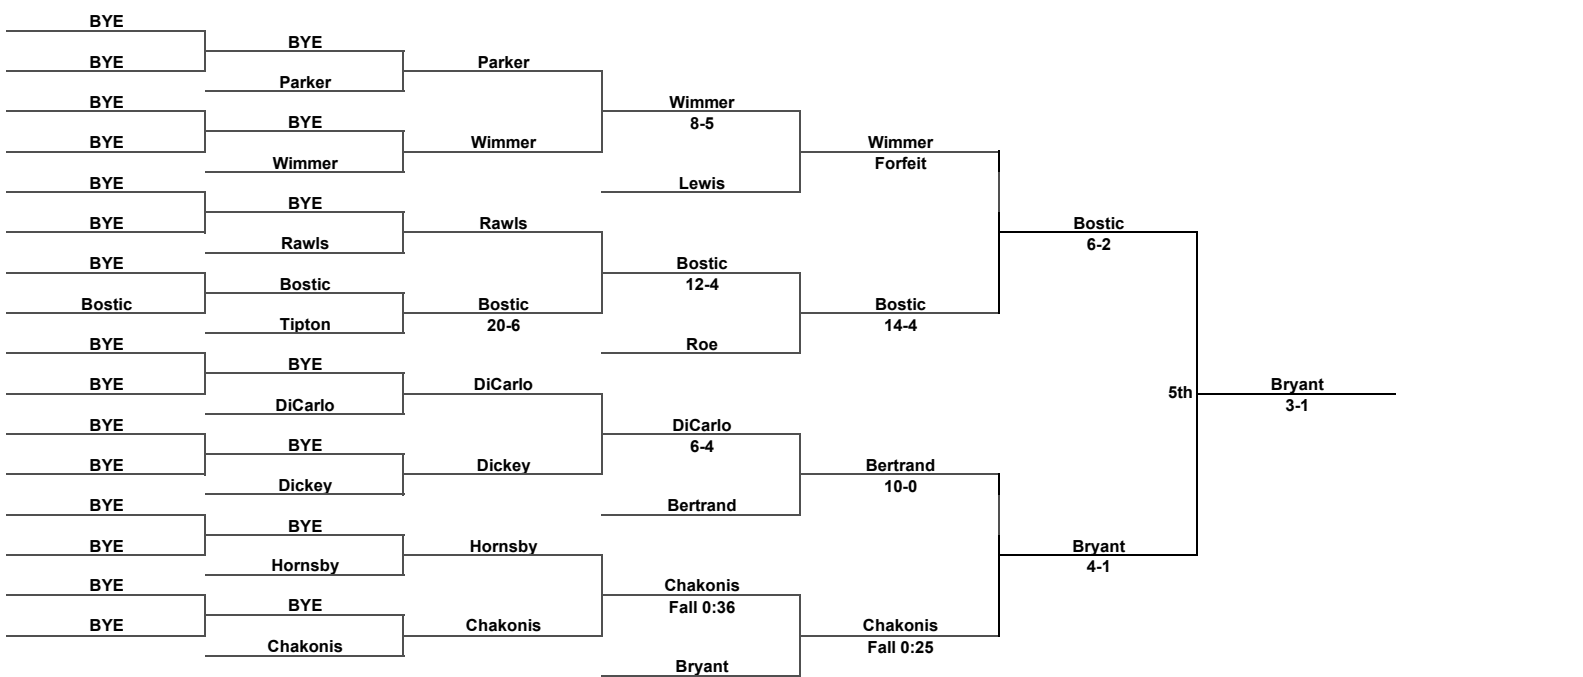 BYE
BYE
BYE
BYE
BYE
BYE
BYE
Bostic
BYE
BYE
BYE
BYE
BYE
BYE
BYE
BYE
BYE
Parker
BYE
Wimmer
BYE
Rawls
Bostic
Tipton
BYE
DiCarlo
BYE
Dickey
BYE
Hornsby
BYE
Chakonis
Parker
Wimmer
Rawls
Bostic
20-6
DiCarlo
Dickey
Hornsby
Chakonis
Wimmer
8-5
Lewis
Bostic
12-4
Roe
DiCarlo
6-4
Bertrand
Chakonis
Fall 0:36
Bryant
Wimmer
Forfeit
Bostic
14-4
Bertrand
10-0
Chakonis
Fall 0:25
Bostic
6-2
Bryant
4-1
5th
Bryant
3-1